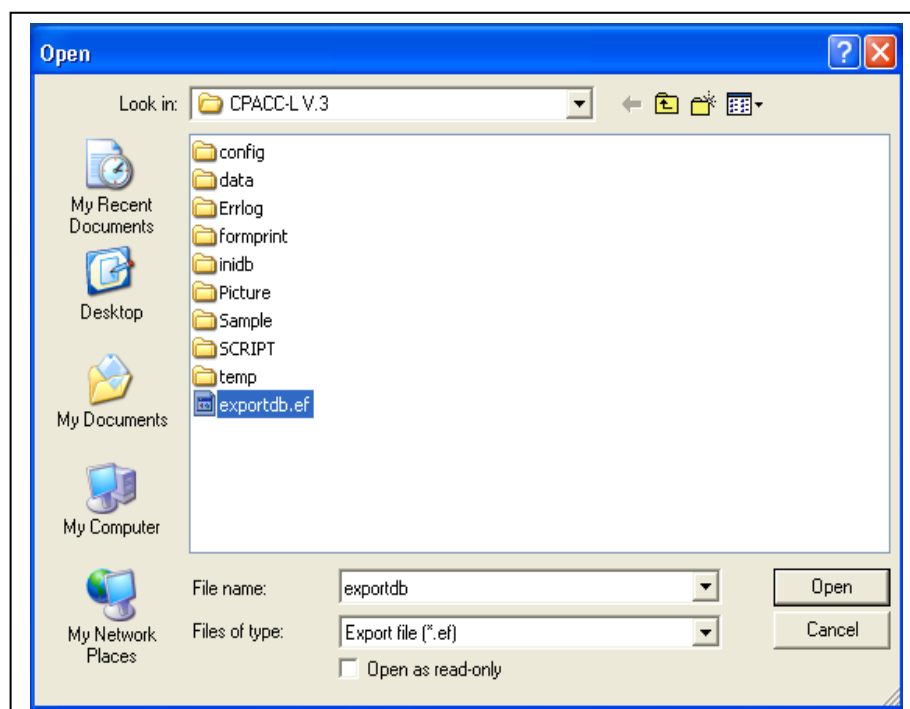 Open
Look in: CPACC-L V.3
My Recent
Documents
Desktop
My Documents
My Computer
My Network
Places
config
data
Errlog
formprint
inidb
Picture
Sample
SCRIPT
temp
exportdb.ef
File name: exportdb Open
Files of type: Export file (*.ef) Cancel
Open as read-only